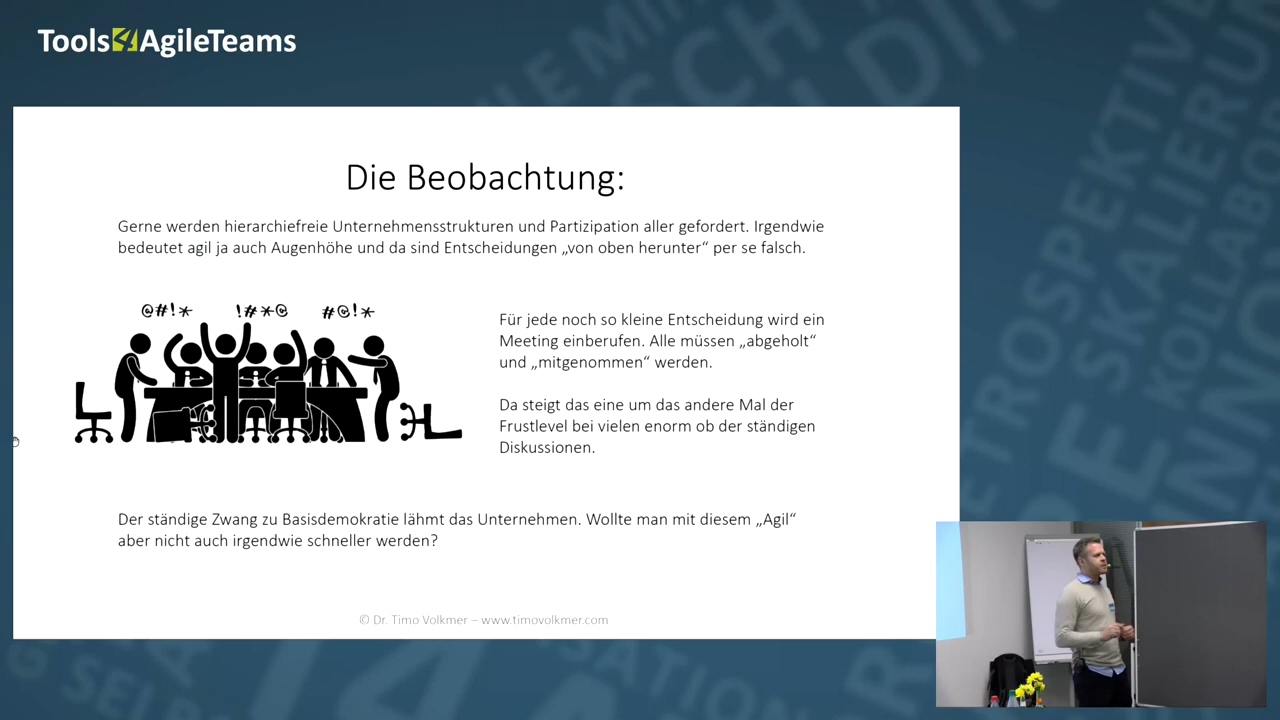 Tools4AgileTeams
Die Beobachtung:
Gerne werden hierarchiefreie Unternehmensstrukturen und Partizipation aller gefordert. Irgendwie
bedeutet agil ja auch Augenhöhe und da sind Entscheidungen „von oben herunter“ per se falsch.
@#!* !#*@ #@!*
Für jede noch so kleine Entscheidung wird ein
Meeting einberufen. Alle müssen „abgeholt“
und „mitgenommen“ werden.
Da steigt das eine um das andere Mal der
Frustlevel bei vielen enorm ob der ständigen
Diskussionen.
Der ständige Zwang zu Basisdemokratie lähmt das Unternehmen. Wollte man mit diesem „Agil“
aber nicht auch irgendwie schneller werden?
© Dr. Timo Volkmer – www.timovolkmer.com